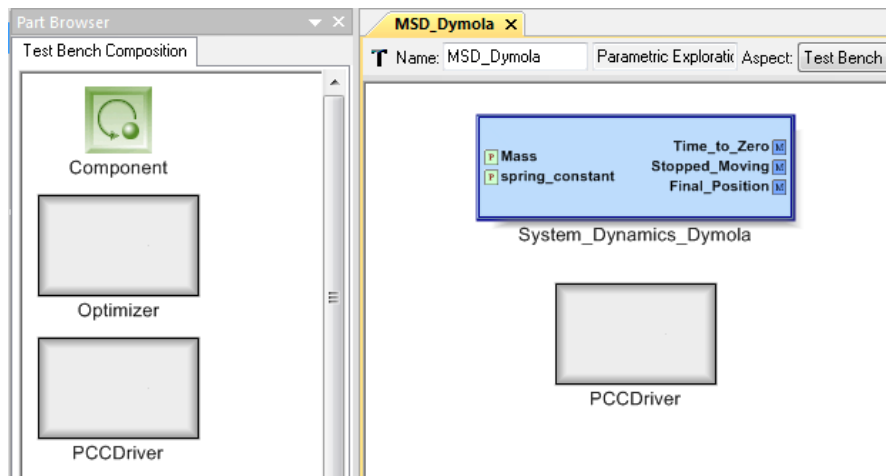 Part Browser
Test Bench Composition
Component
Optimizer
PCCDriver
MSD_Dymola
Name: MSD_Dymola Parametric Exploratic Aspect: Test Bench
P Mass
P spring_constant
Time_to_Zero M
Stopped_Moving M
Final_Position M
System_Dynamics_Dymola
PCCDriver